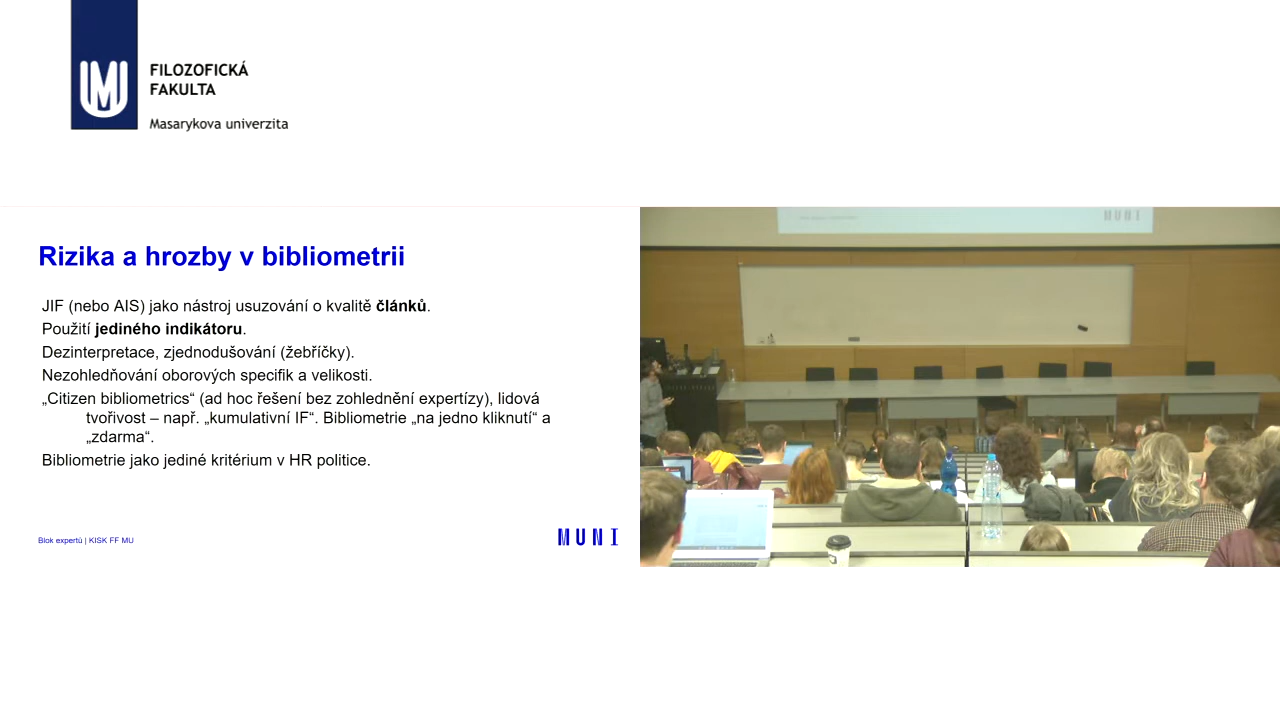 FILOZOFICKÁ
FAKULTA
Masarykova univerzita
Rizika a hrozby v bibliometrii
JIF (nebo AIS) jako nástroj usuzování o kvalitě článků.
Použití jediného indikátoru.
Dezinterpretace, zjednodušování (žebříčky).
Nezohledňování oborových specifik a velikosti.
„Citizen bibliometrics“ (ad hoc řešení bez zohlednění expertízy), lidová
tvořivost – např. „kumulativní IF“. Bibliometrie „na jedno kliknutí“ a
„zdarma“.
Bibliometrie jako jediné kritérium v HR politice.
Blok expertů | KISK FF MU
MUNI
MUNI